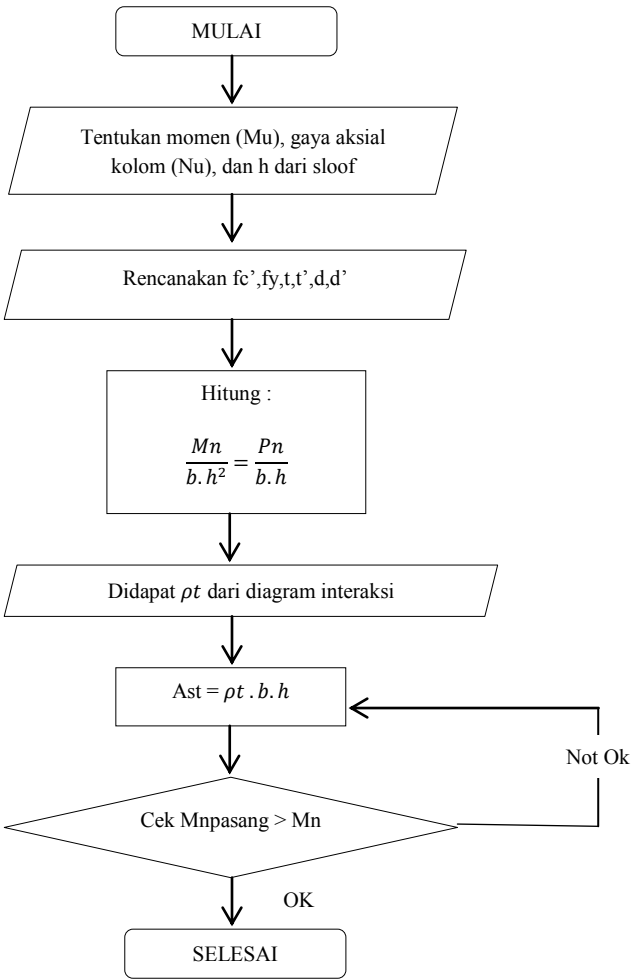 MULAI
Tentukan momen (Mu), gaya aksial
kolom (Nu), dan h dari sloof
Rencanakan fc’,fy,t,t’,d,d’
Hitung :
𝑀𝑛/𝑏.ℎ² = 𝑃𝑛/𝑏.ℎ
Didapat 𝜌𝑡 dari diagram interaksi
Ast = 𝜌𝑡 . 𝑏. ℎ
Not Ok
Cek Mnpasang > Mn
OK
SELESAI